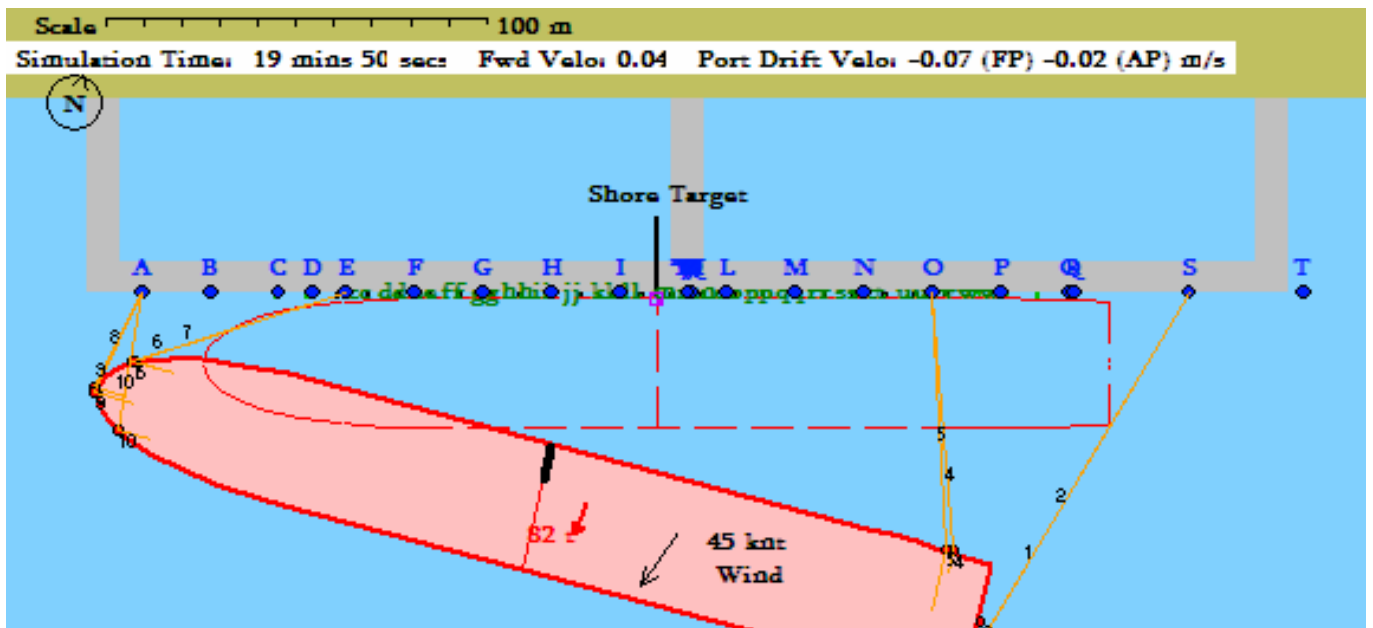 Scale 100 m
Simulation Time: 19 mins 50 secs Fwd Velo: 0.04 Port Drift Velo: -0.07 (FP) -0.02 (AP) m/s
N
Shore Target
A B C D E F G H I L M N O P Q S T
8 6 7
9 10
10
5
4
2
1
82 t
45 knt
Wind